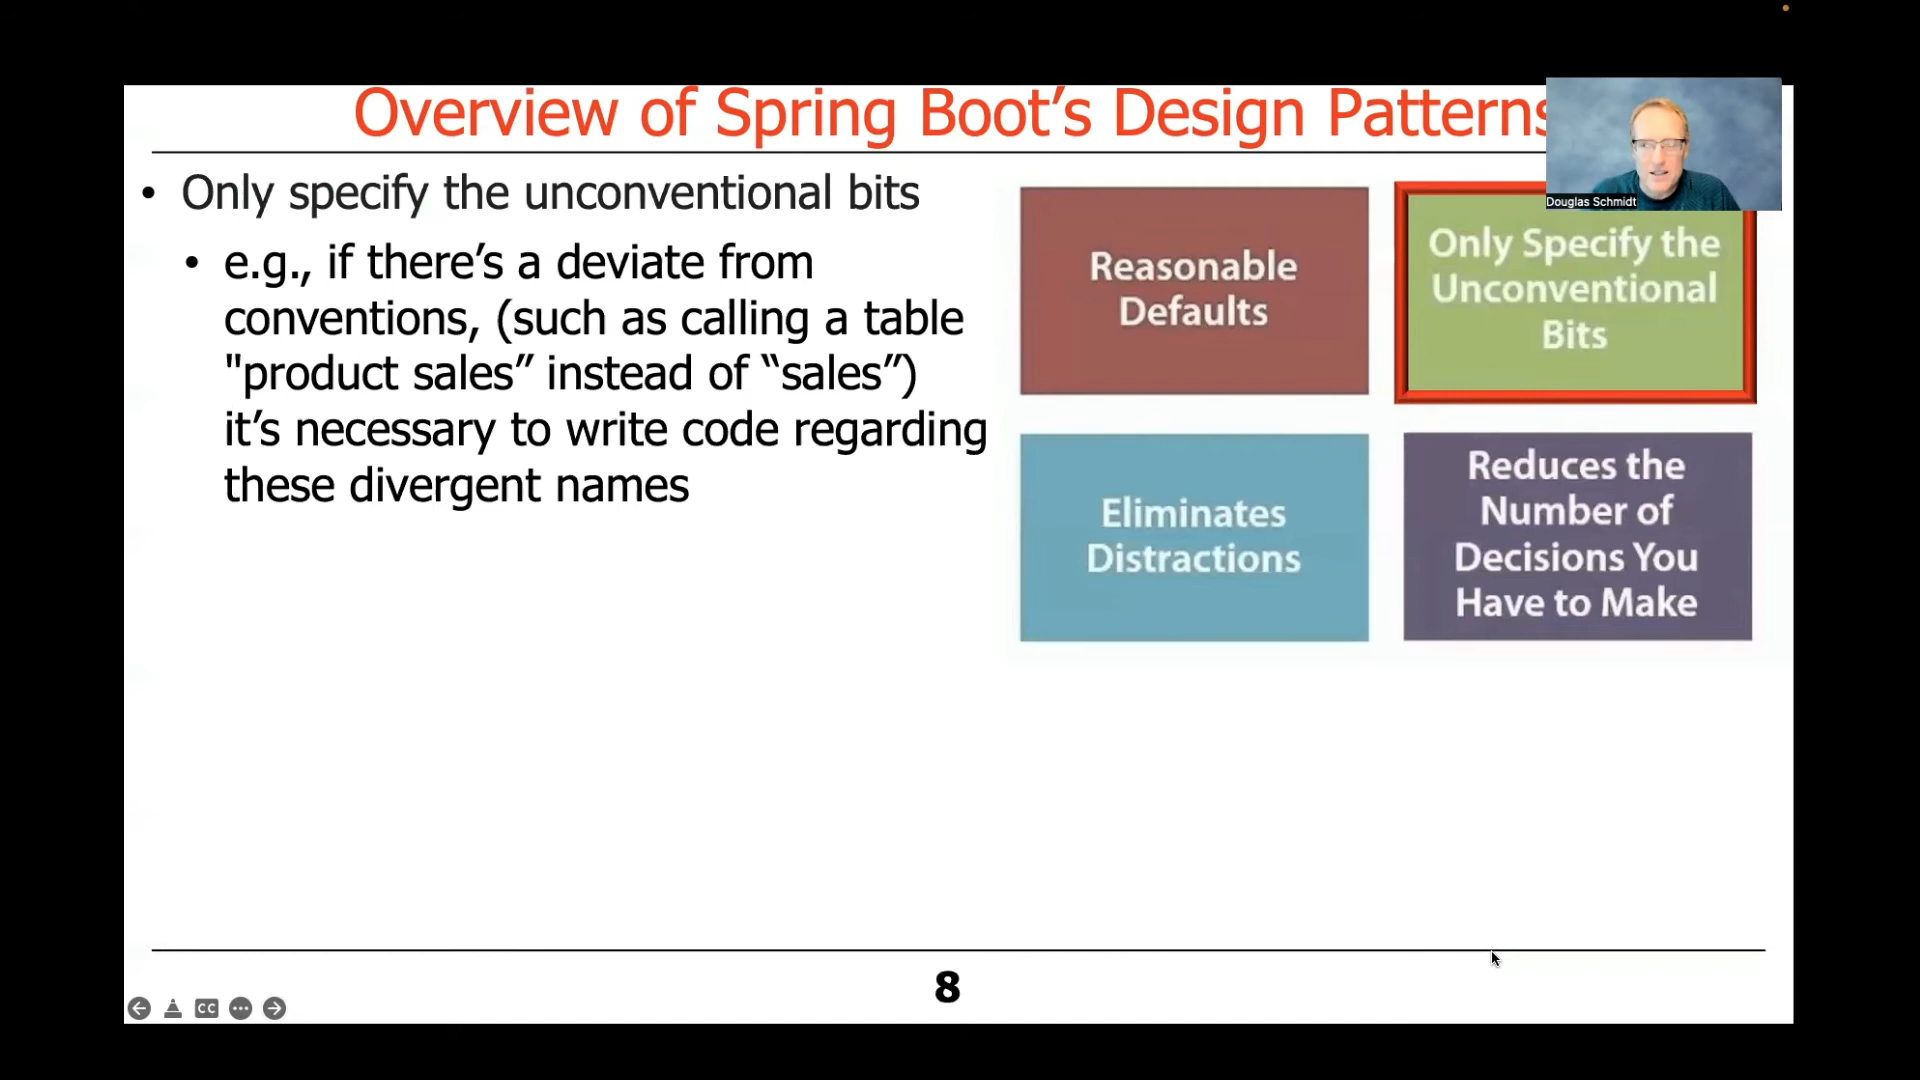 Overview of Spring Boot’s Design Patterns
Douglas Schmidt
• Only specify the unconventional bits
• e.g., if there’s a deviate from
conventions, (such as calling a table
"product sales” instead of “sales”)
it’s necessary to write code regarding
these divergent names
Reasonable
Defaults
Only Specify the
Unconventional
Bits
Eliminates
Distractions
Reduces the
Number of
Decisions You
Have to Make
8
CC